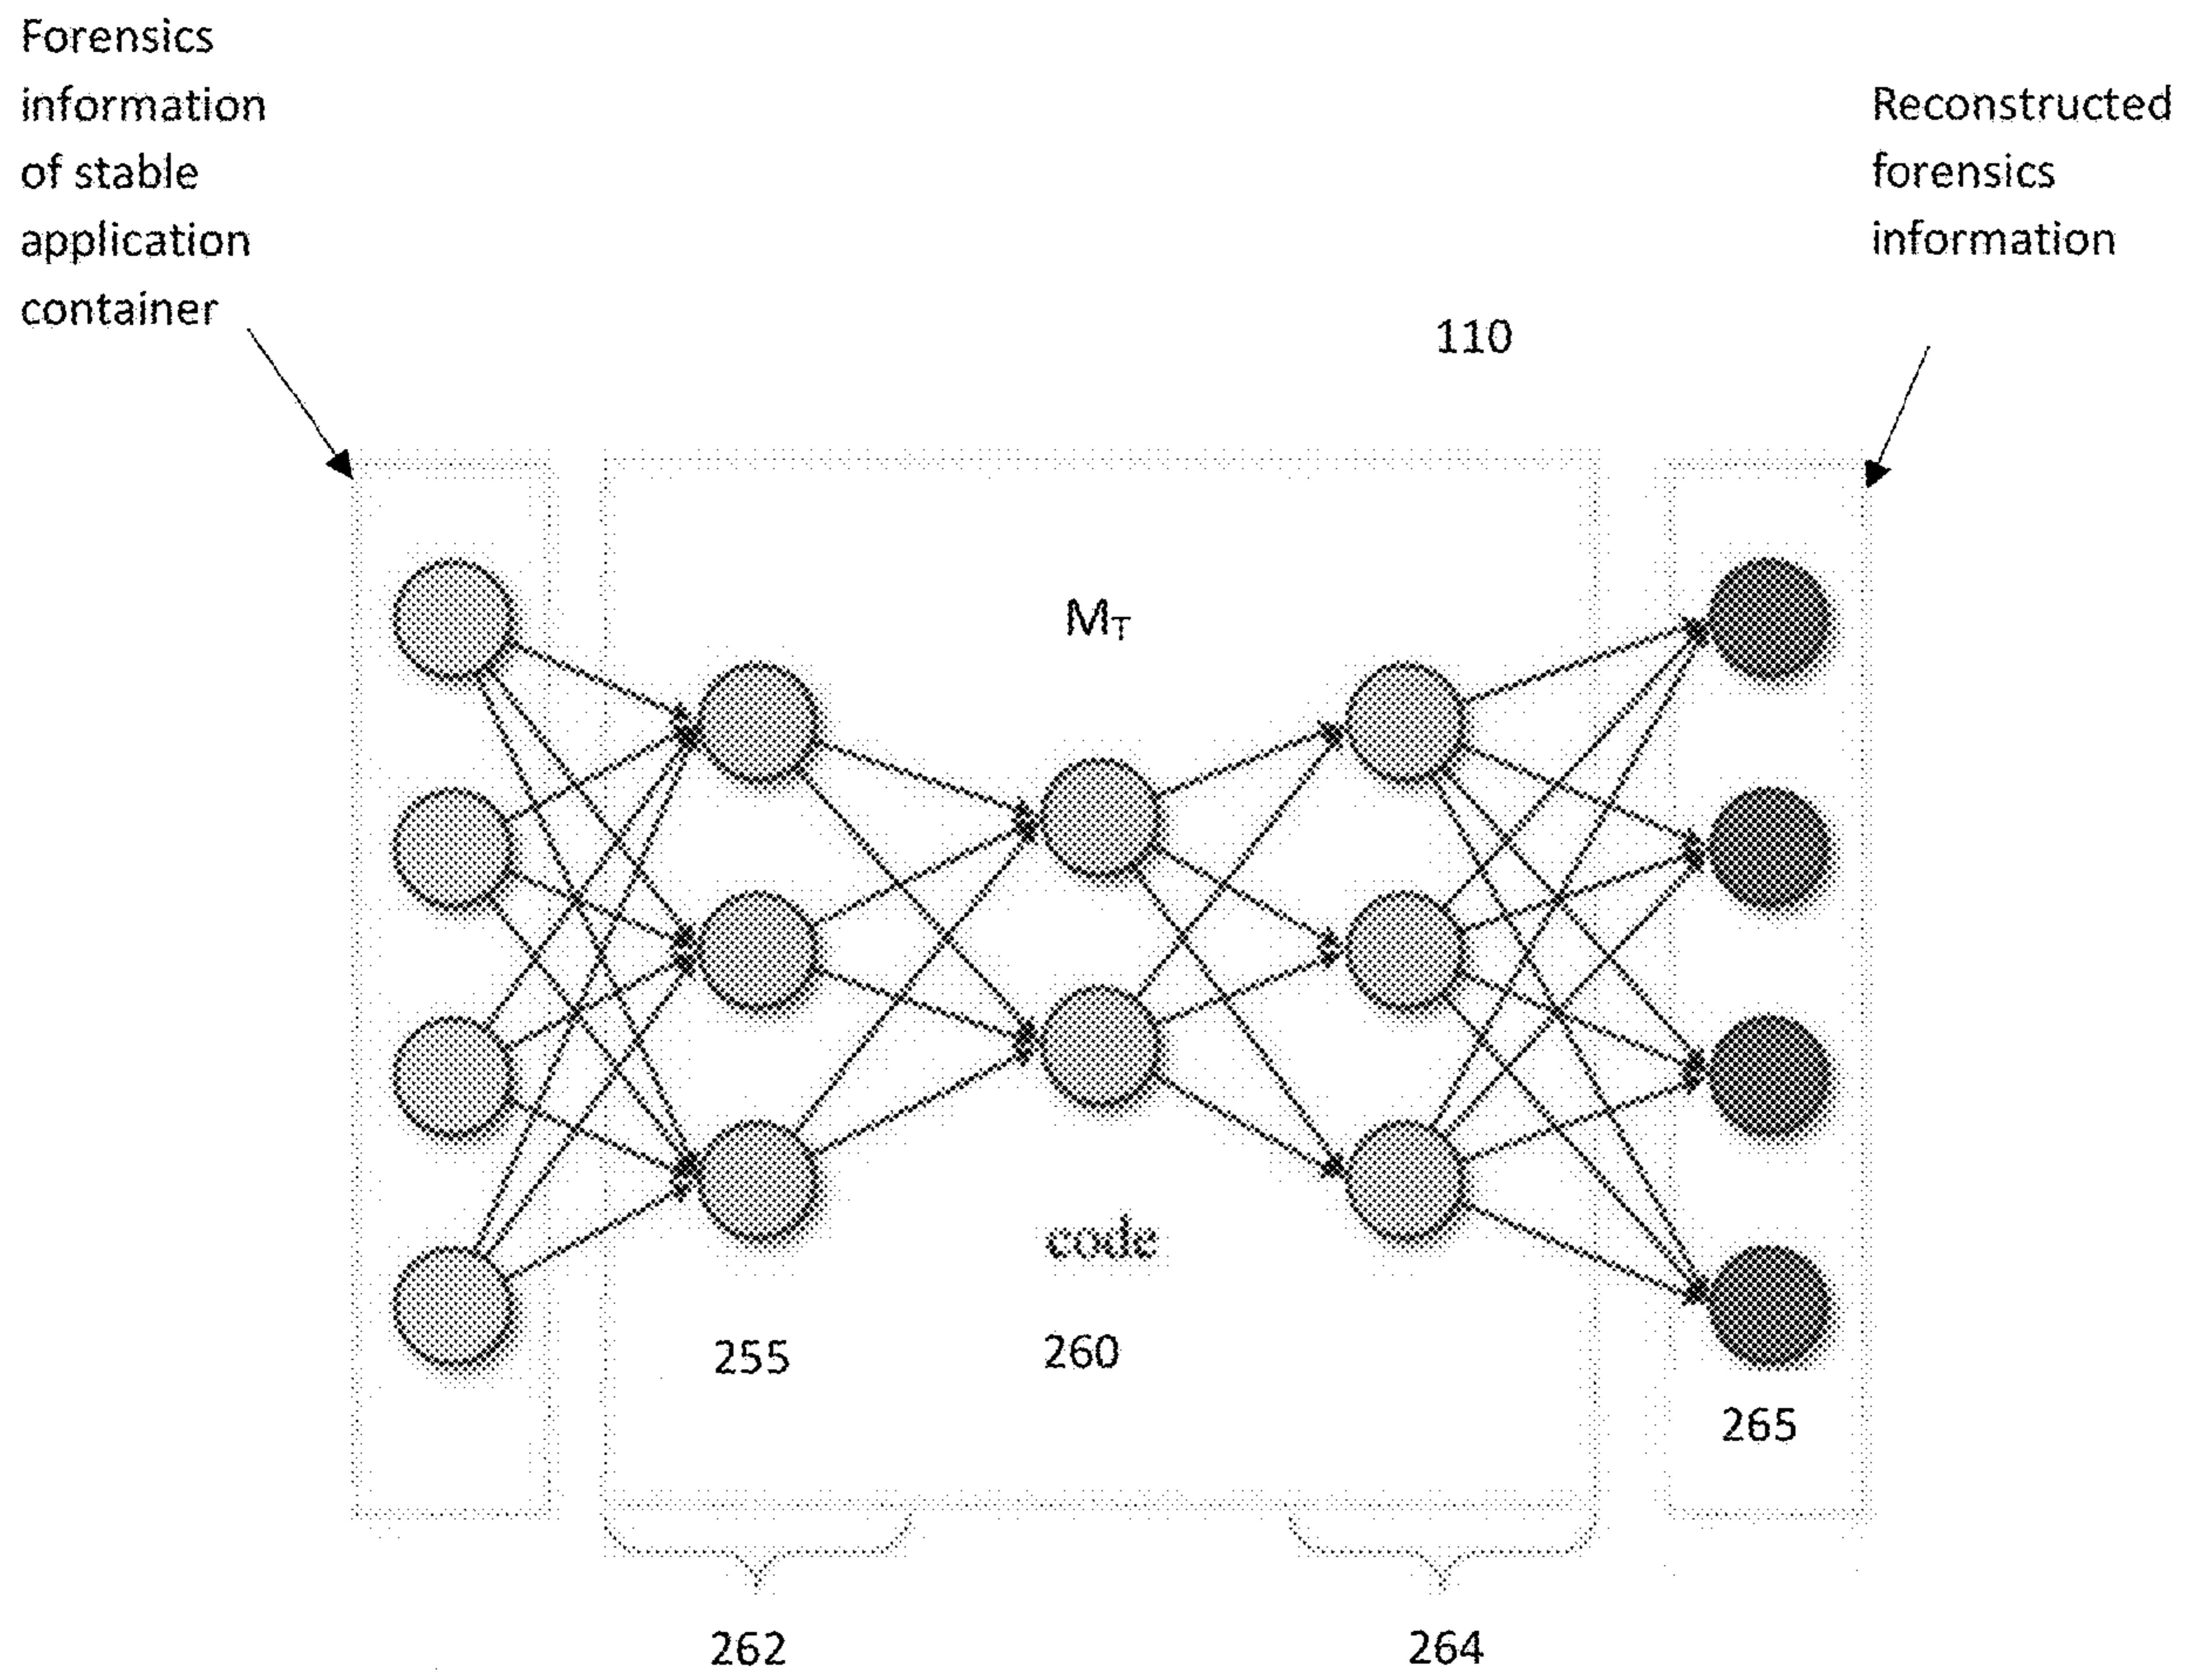 Forensics
information
of stable
application
container
Reconstructed
forensics
information
110
MT
code
255
260
265
262
264